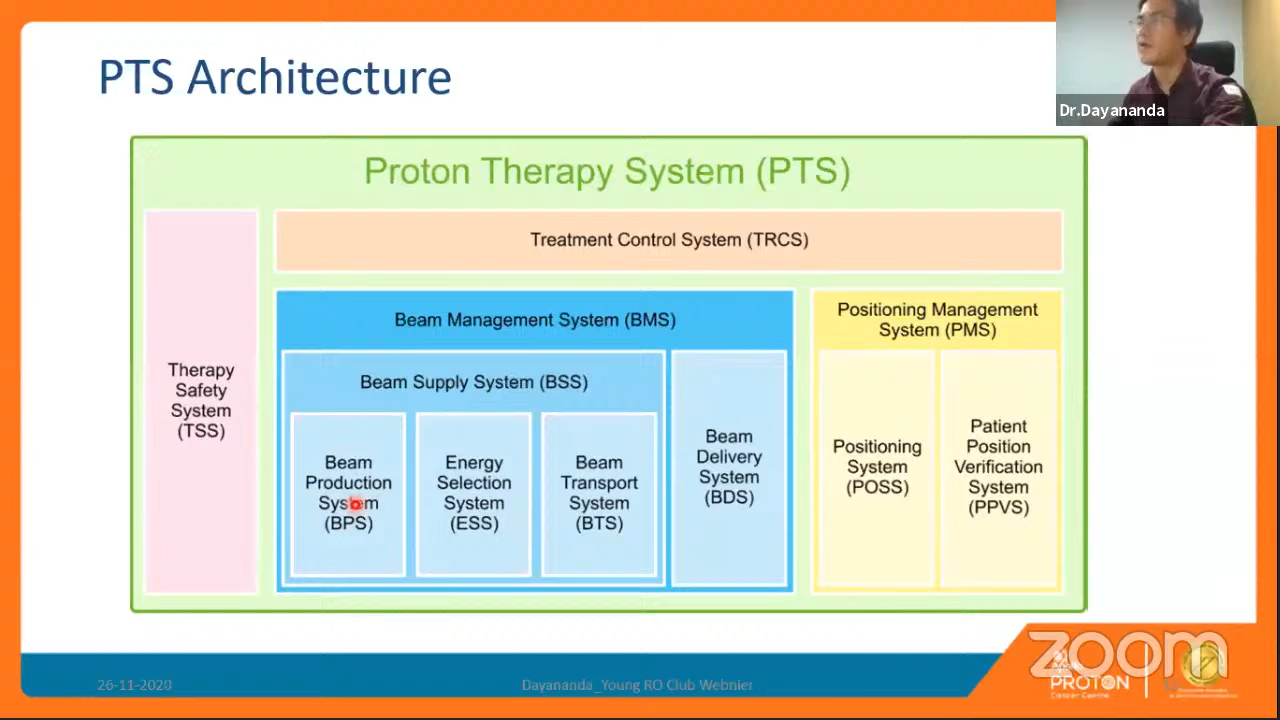 PTS Architecture
Dr.Dayananda
Proton Therapy System (PTS)
Treatment Control System (TRCS)
Therapy
Safety
System
(TSS)
Beam Management System (BMS)
Beam Supply System (BSS)
Beam
Production
System
(BPS)
Energy
Selection
System
(ESS)
Beam
Transport
System
(BTS)
Beam
Delivery
System
(BDS)
Positioning Management
System (PMS)
Positioning
System
(POSS)
Patient
Position
Verification
System
(PPVS)
26-11-2020
Dayananda_Young RO Club Webnier
zoom
PROTON
Cancer Centre